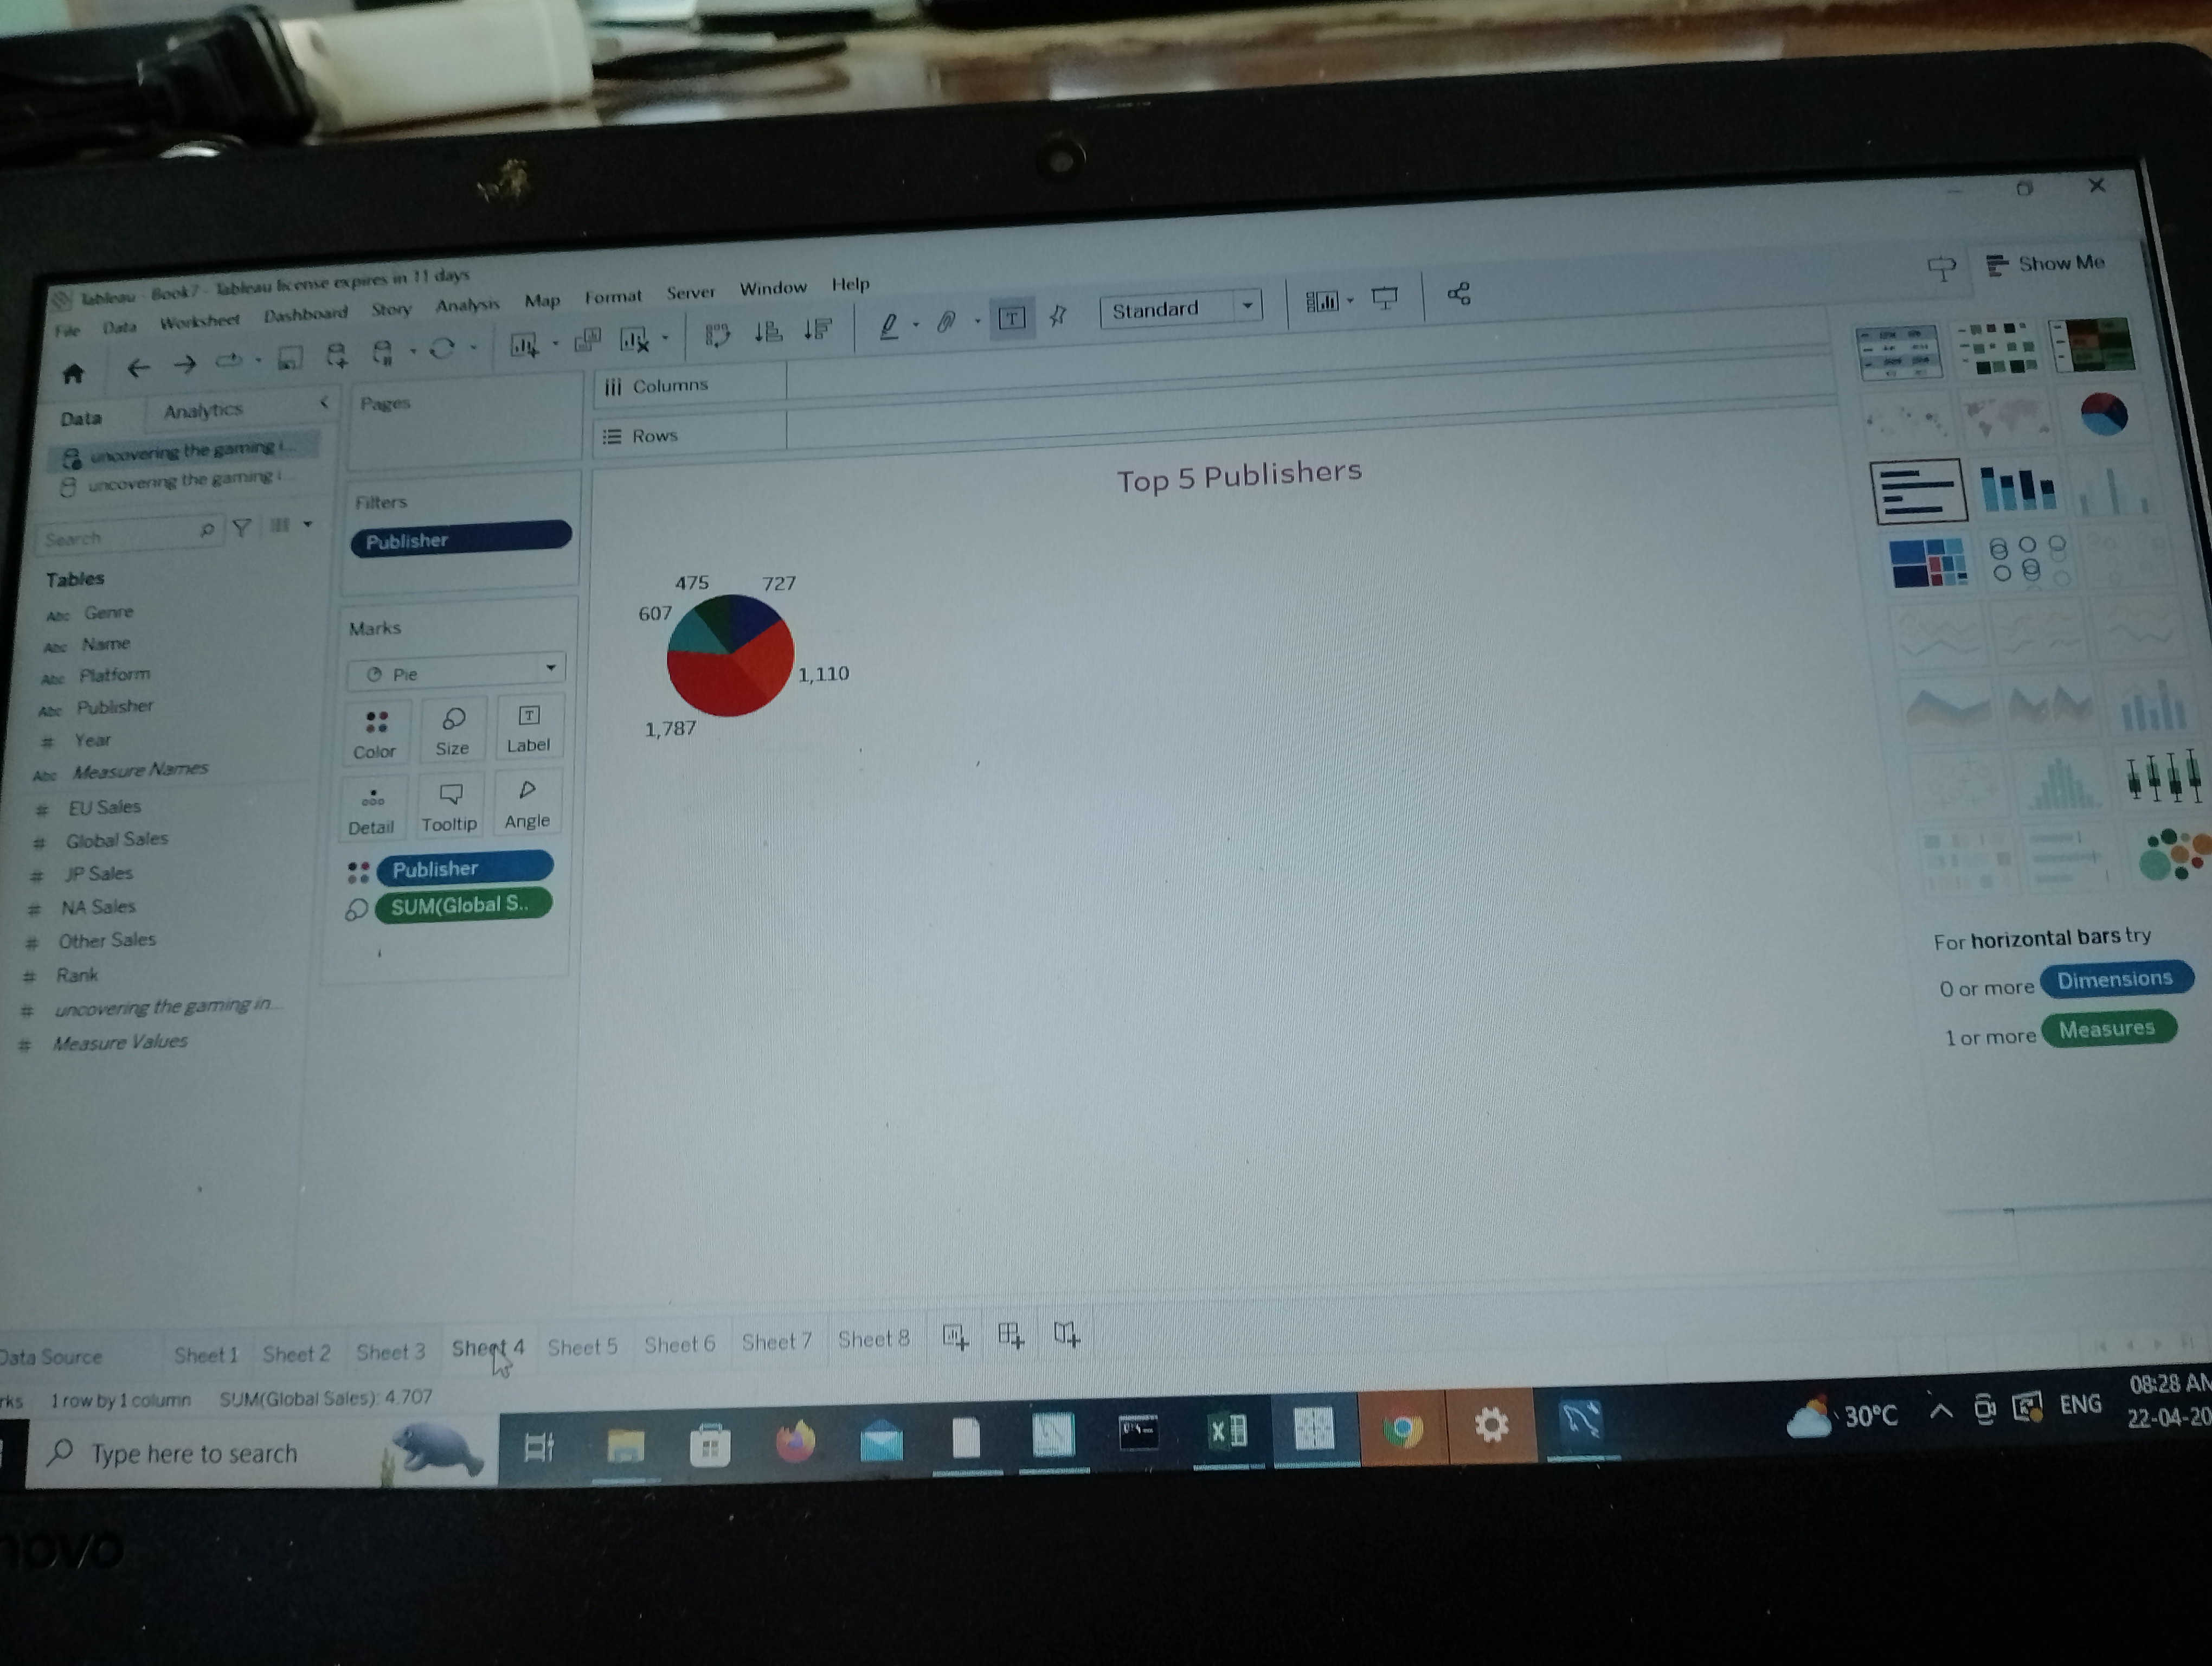 Tableau - Book7 - Tableau license expires in 11 days
File Data Worksheet Dashboard Story Analysis Map Format Server Window Help
Standard
Show Me
Data Analytics
uncovering the gaming i...
uncovering the gaming i...
Search
Tables
Abc Genre
Abc Name
Abc Platform
Abc Publisher
# Year
Abc Measure Names
# EU Sales
# Global Sales
# JP Sales
# NA Sales
# Other Sales
# Rank
# uncovering the gaming in...
# Measure Values
Pages
Filters
Publisher
Marks
Pie
Color Size Label
Detail Tooltip Angle
Publisher
SUM(Global S..
Columns
Rows
Top 5 Publishers
475 727
607
1,110
1,787
For horizontal bars try
0 or more Dimensions
1 or more Measures
Data Source Sheet 1 Sheet 2 Sheet 3 Sheet 4 Sheet 5 Sheet 6 Sheet 7 Sheet 8
rks 1 row by 1 column SUM(Global Sales): 4.707
Type here to search
30°C ENG
08:28 AM
22-04-20
novo